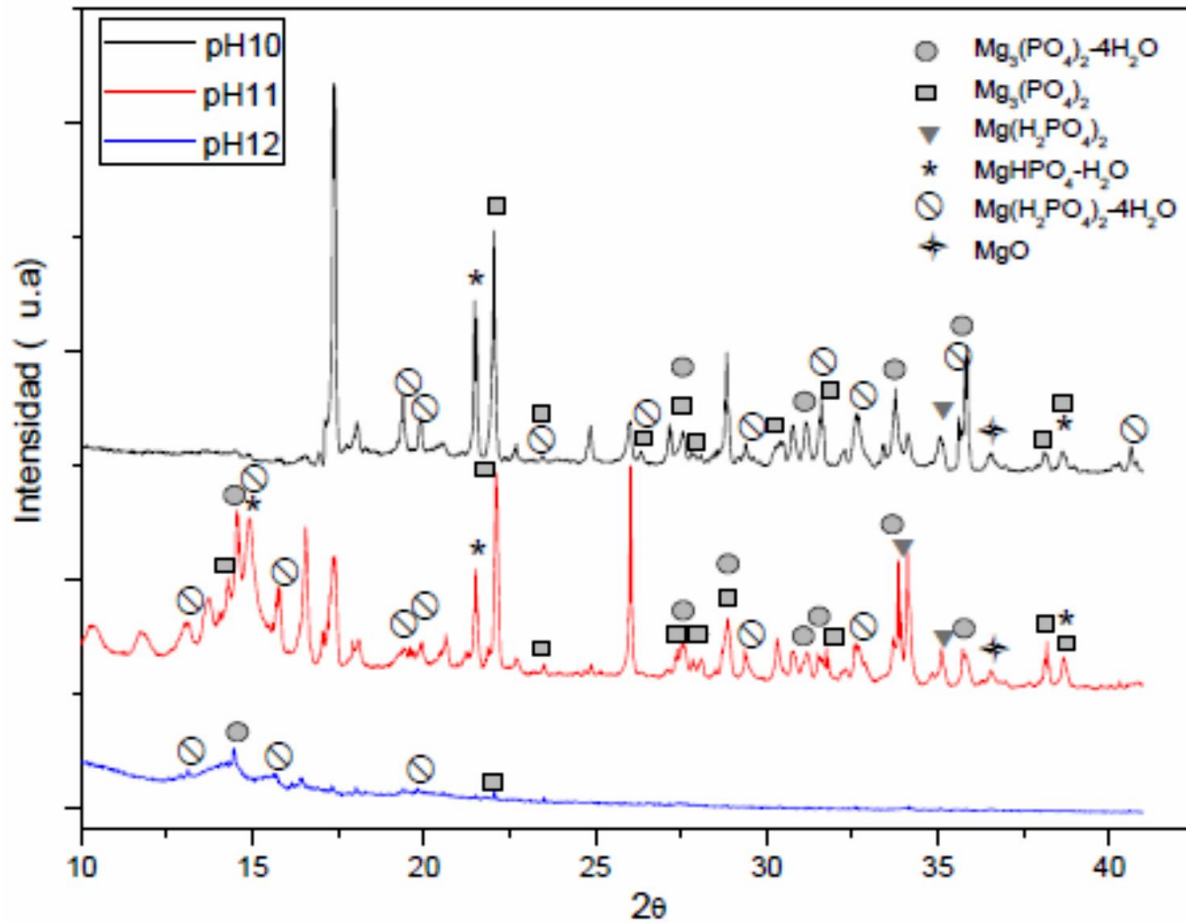 pH10
pH11
pH12
Mg₃(PO₄)₂-4H₂O
Mg₃(PO₄)₂
Mg(H₂PO₄)₂
* MgHPO₄-H₂O
Mg(H₂PO₄)₂-4H₂O
MgO
Intensidad ( u.a)
*
*
*
*
*
10 15 20 25 30 35 40
2θ